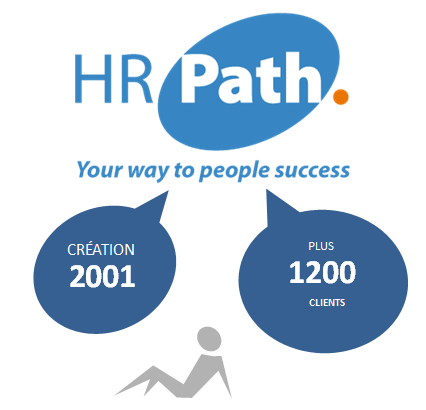 HR Path.
Your way to people success
CRÉATION
2001
PLUS
1200
CLIENTS